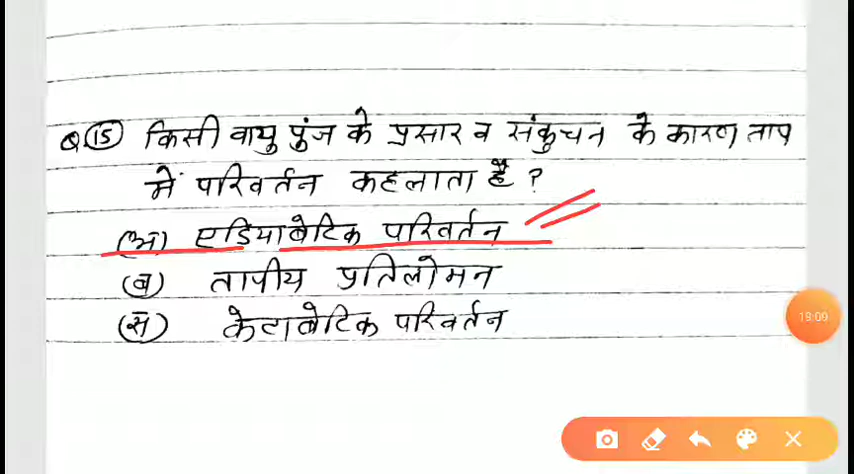 Q.15 किसी वायु पुंज के प्रसार व संकुचन के कारण ताप
में परिवर्तन कहलाता है ?
(अ) एडियाबेटिक परिवर्तन
(ब) तापीय प्रतिलोमन
(स) केटाबेटिक परिवर्तन
19:09